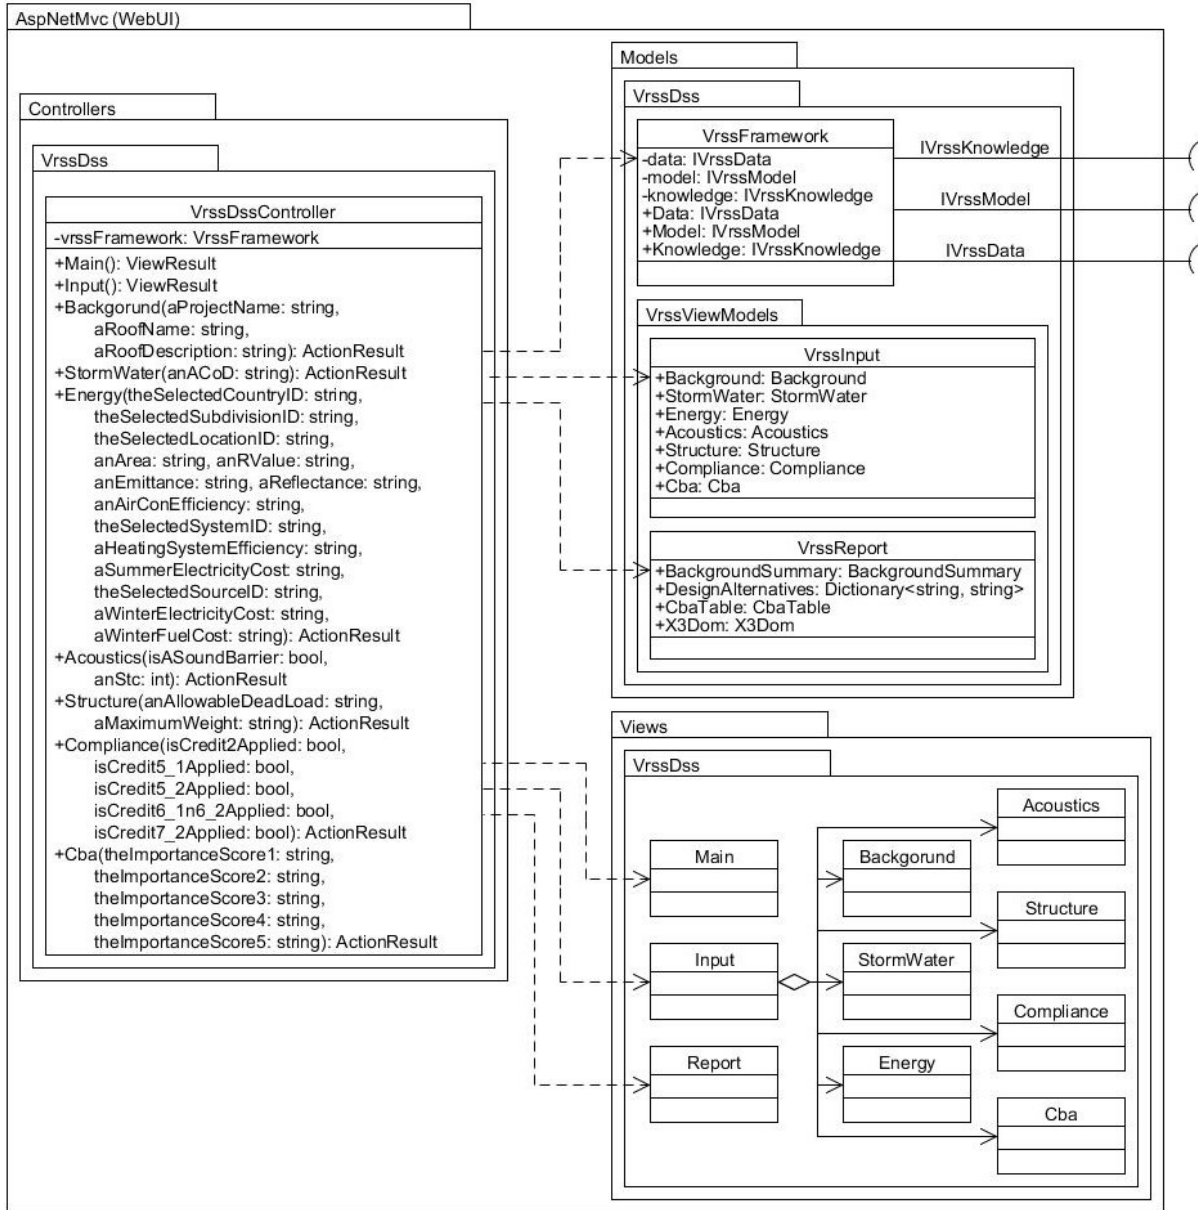 AspNetMvc (WebUI)
Controllers
VrssDss
VrssDssController
-vrssFramework: VrssFramework
+Main(): ViewResult
+Input(): ViewResult
+Backgorund(aProjectName: string,
aRoofName: string,
aRoofDescription: string): ActionResult
+StormWater(anACoD: string): ActionResult
+Energy(theSelectedCountryID: string,
theSelectedSubdivisionID: string,
theSelectedLocationID: string,
anArea: string, anRValue: string,
anEmittance: string, aReflectance: string,
anAirConEfficiency: string,
theSelectedSystemID: string,
aHeatingSystemEfficiency: string,
aSummerElectricityCost: string,
theSelectedSourceID: string,
aWinterElectricityCost: string,
aWinterFuelCost: string): ActionResult
+Acoustics(isASoundBarrier: bool,
anStc: int): ActionResult
+Structure(anAllowableDeadLoad: string,
aMaximumWeight: string): ActionResult
+Compliance(isCredit2Applied: bool,
isCredit5_1Applied: bool,
isCredit5_2Applied: bool,
isCredit6_1n6_2Applied: bool,
isCredit7_2Applied: bool): ActionResult
+Cba(theImportanceScore1: string,
theImportanceScore2: string,
theImportanceScore3: string,
theImportanceScore4: string,
theImportanceScore5: string): ActionResult
Models
VrssDss
VrssFramework
-data: IVrssData
-model: IVrssModel
-knowledge: IVrssKnowledge
+Data: IVrssData
+Model: IVrssModel
+Knowledge: IVrssKnowledge
IVrssKnowledge
IVrssModel
IVrssData
VrssViewModels
VrssInput
+Background: Background
+StormWater: StormWater
+Energy: Energy
+Acoustics: Acoustics
+Structure: Structure
+Compliance: Compliance
+Cba: Cba
VrssReport
+BackgroundSummary: BackgroundSummary
+DesignAlternatives: Dictionary<string, string>
+CbaTable: CbaTable
+X3Dom: X3Dom
Views
VrssDss
Main
Input
Report
Backgorund
StormWater
Energy
Acoustics
Structure
Compliance
Cba